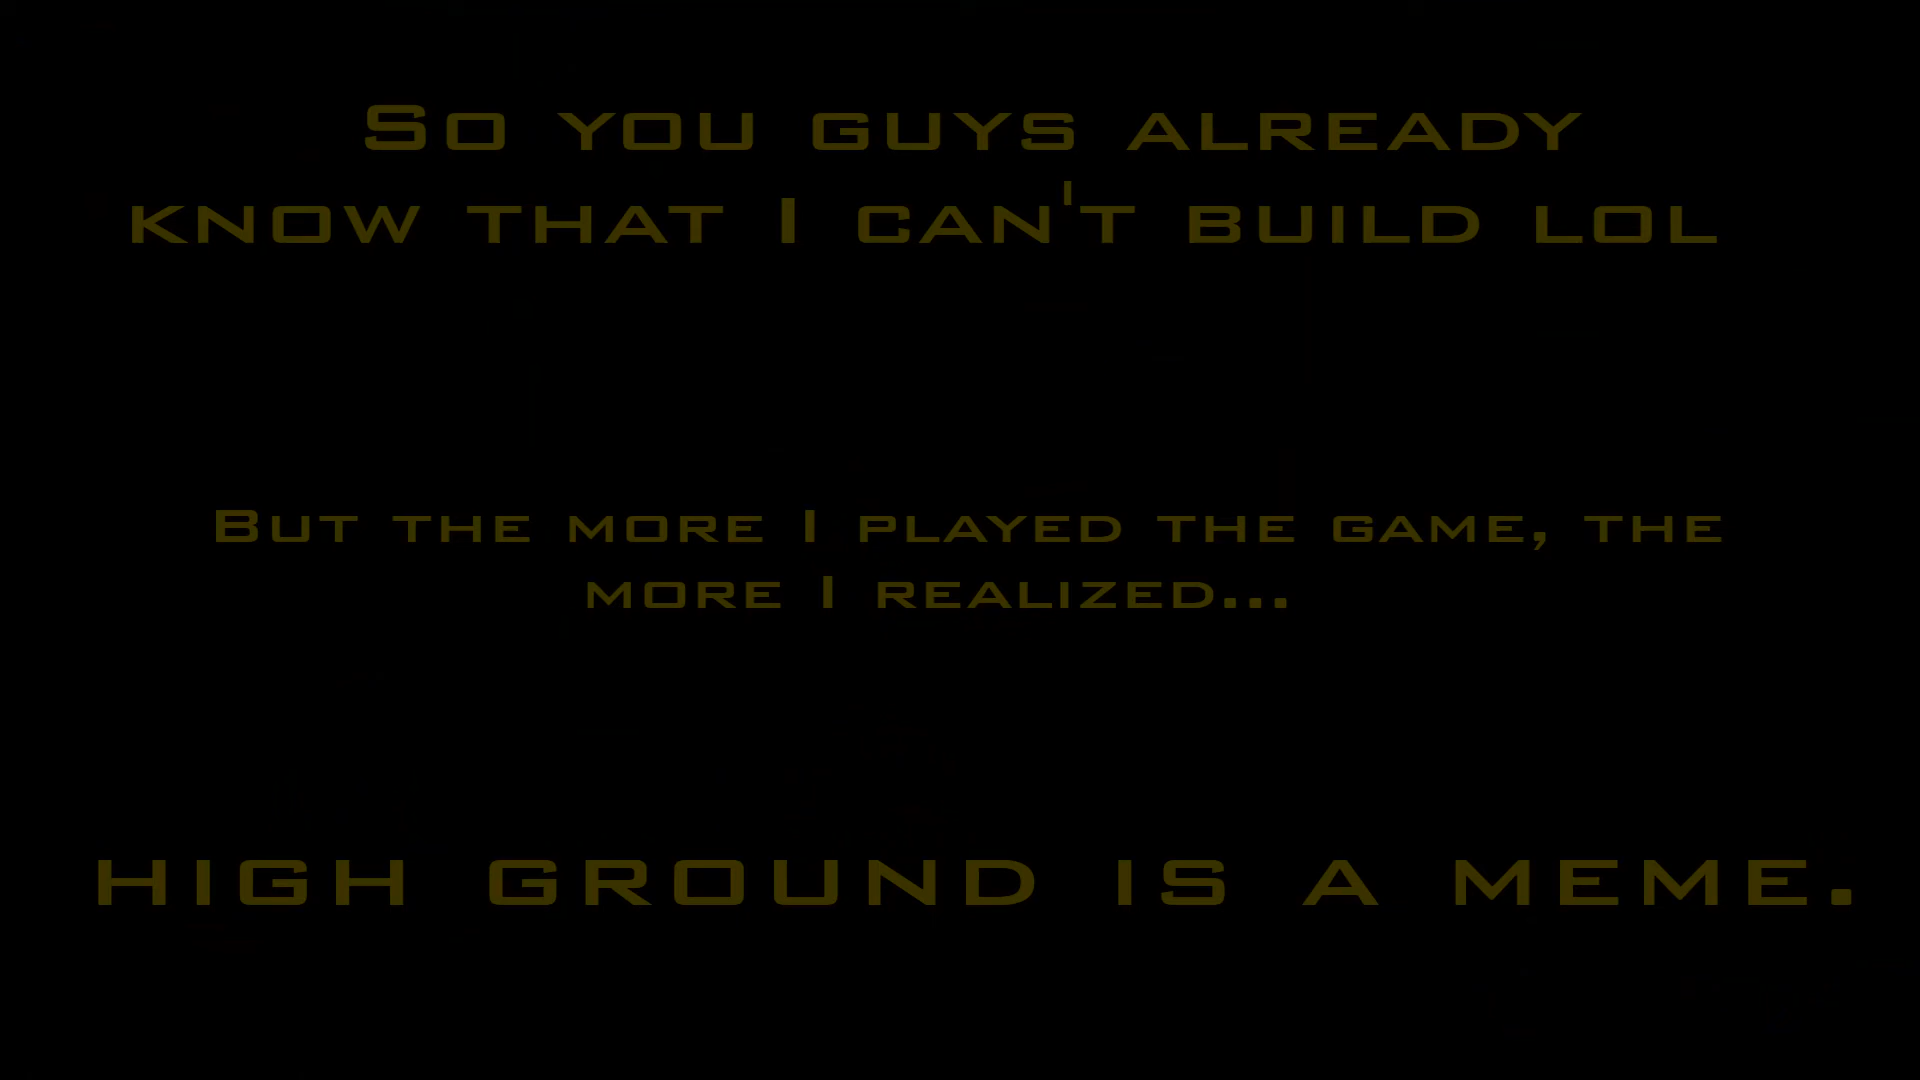 So you guys already
know that I can't build lol
But the more I played the game, the
more I realized...
high ground is a meme.